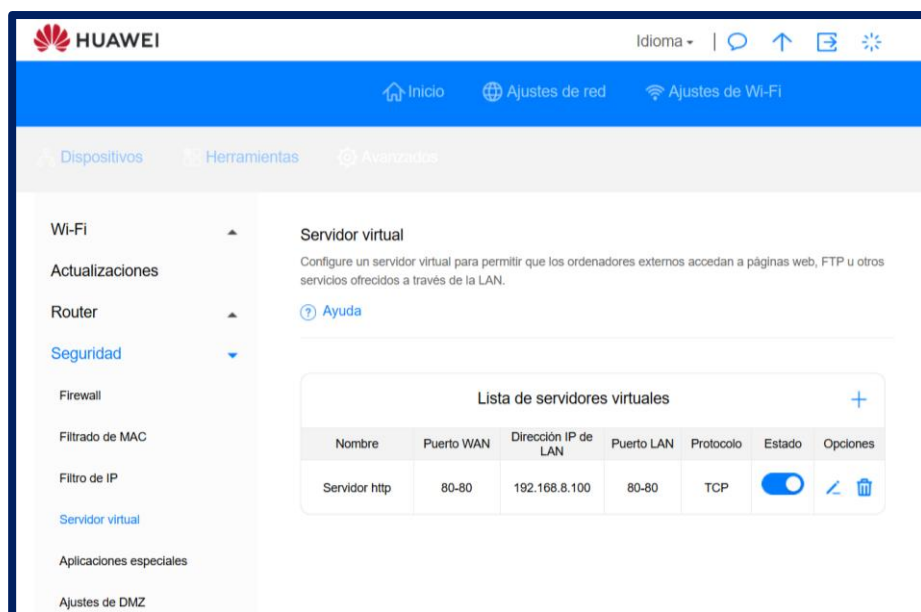 HUAWEI
Idioma
Inicio
Ajustes de red
Ajustes de Wi-Fi
Dispositivos
Herramientas
Avanzados
Wi-Fi
Actualizaciones
Router
Seguridad
Firewall
Filtrado de MAC
Filtro de IP
Servidor virtual
Aplicaciones especiales
Ajustes de DMZ
Servidor virtual
Configure un servidor virtual para permitir que los ordenadores externos accedan a páginas web, FTP u otros
servicios ofrecidos a través de la LAN.
? Ayuda
Lista de servidores virtuales
Nombre Puerto WAN Dirección IP de LAN Puerto LAN Protocolo Estado Opciones
Servidor http 80-80 192.168.8.100 80-80 TCP